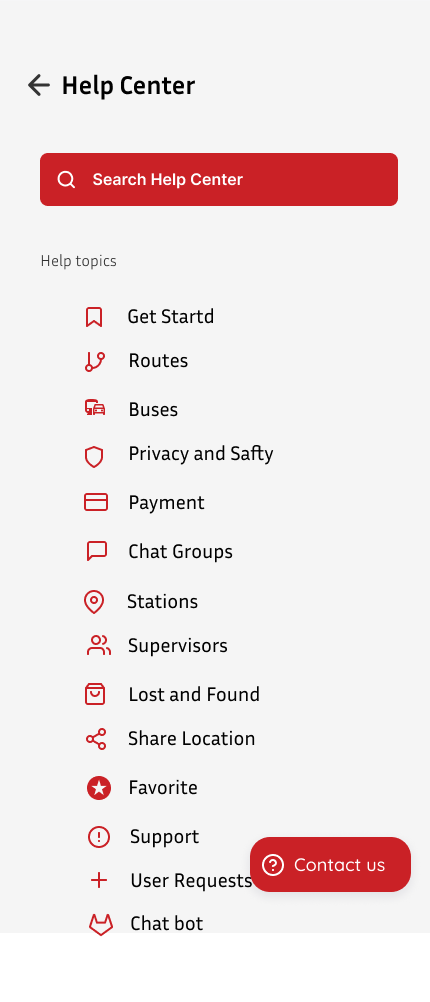 Help Center
Search Help Center
Help topics
Get Startd
Routes
Buses
Privacy and Safty
Payment
Chat Groups
Stations
Supervisors
Lost and Found
Share Location
Favorite
Support
Contact us
User Requests
Chat bot